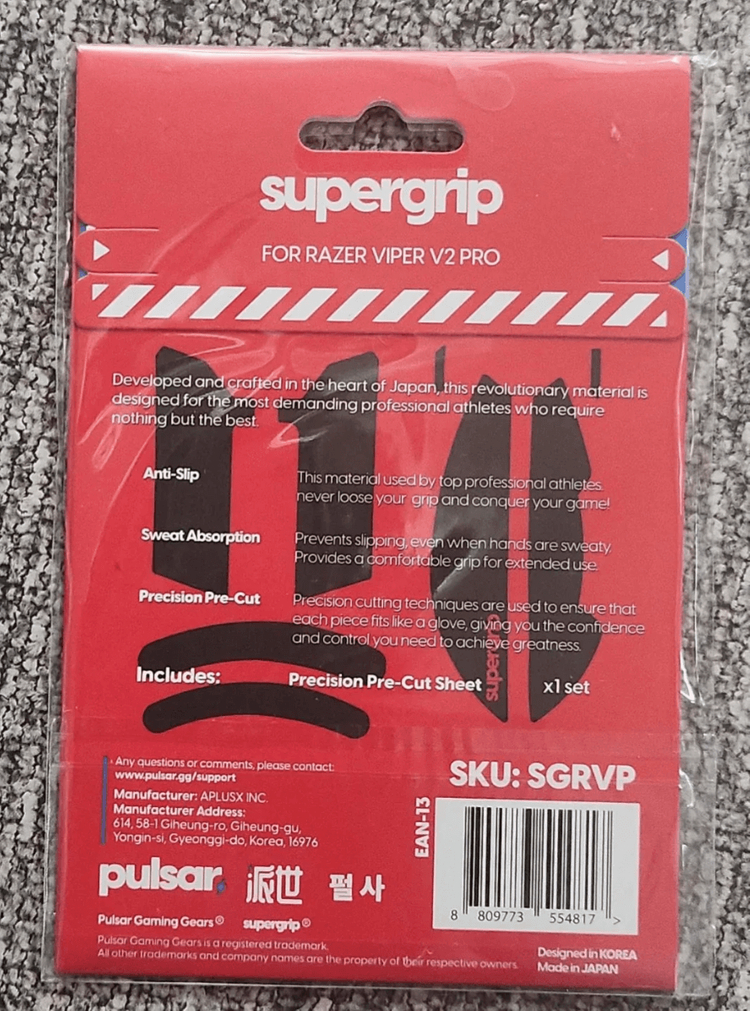 supergrip
FOR RAZER VIPER V2 PRO
Developed and crafted in the heart of Japan, this revolutionary material is
designed for the most demanding professional athletes who require
nothing but the best.
Anti-Slip
This material used by top professional athletes.
never loose your grip and conquer your game!
Sweat Absorption
Prevents slipping, even when hands are sweaty.
Provides a comfortable grip for extended use.
Precision Pre-Cut
Precision cutting techniques are used to ensure that
each piece fits like a glove, giving you the confidence
and control you need to achieve greatness.
supergrip
Includes: Precision Pre-Cut Sheet x1 set
Any questions or comments, please contact:
www.pulsar.gg/support
Manufacturer: APLUSX INC.
Manufacturer Address:
614, 58-1 Giheung-ro, Giheung-gu,
Yongin-si, Gyeonggi-do, Korea, 16976
pulsar 派世 펄사
Pulsar Gaming Gears® supergrip®
Pulsar Gaming Gears is a registered trademark.
All other trademarks and company names are the property of their respective owners.
SKU: SGRVP
EAN-13
8 809773 554817 >
Designed in KOREA
Made in JAPAN